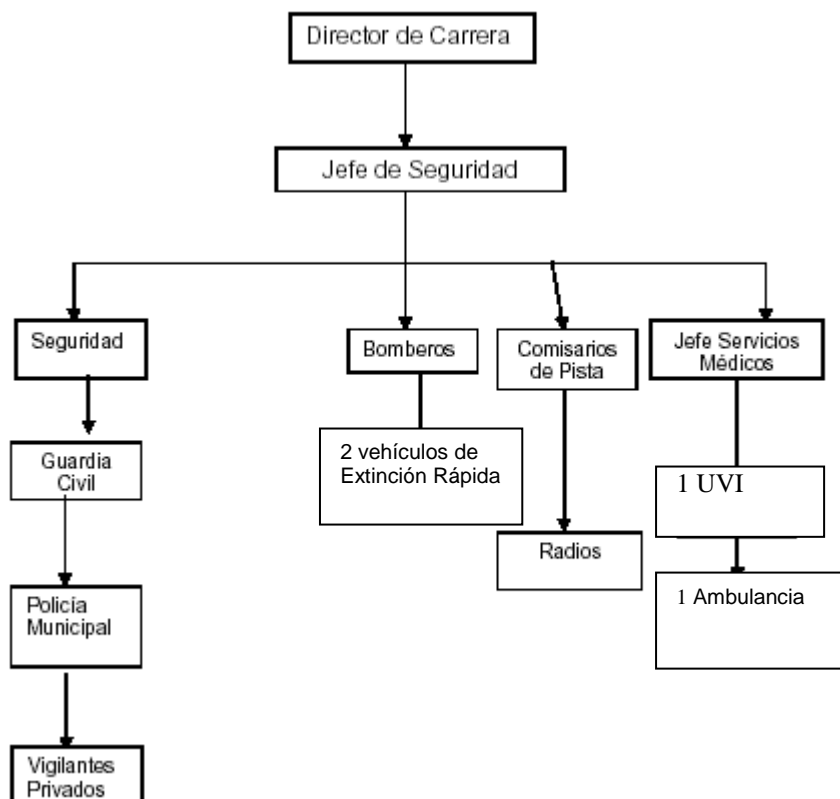 Director de Carrera
Jefe de Seguridad
Seguridad
Bomberos
Comisarios
de Pista
Jefe Servicios
Médicos
Guardia
Civil
2 vehículos de
Extinción Rápida
1 UVI
Radios
1 Ambulancia
Policía
Municipal
Vigilantes
Privados